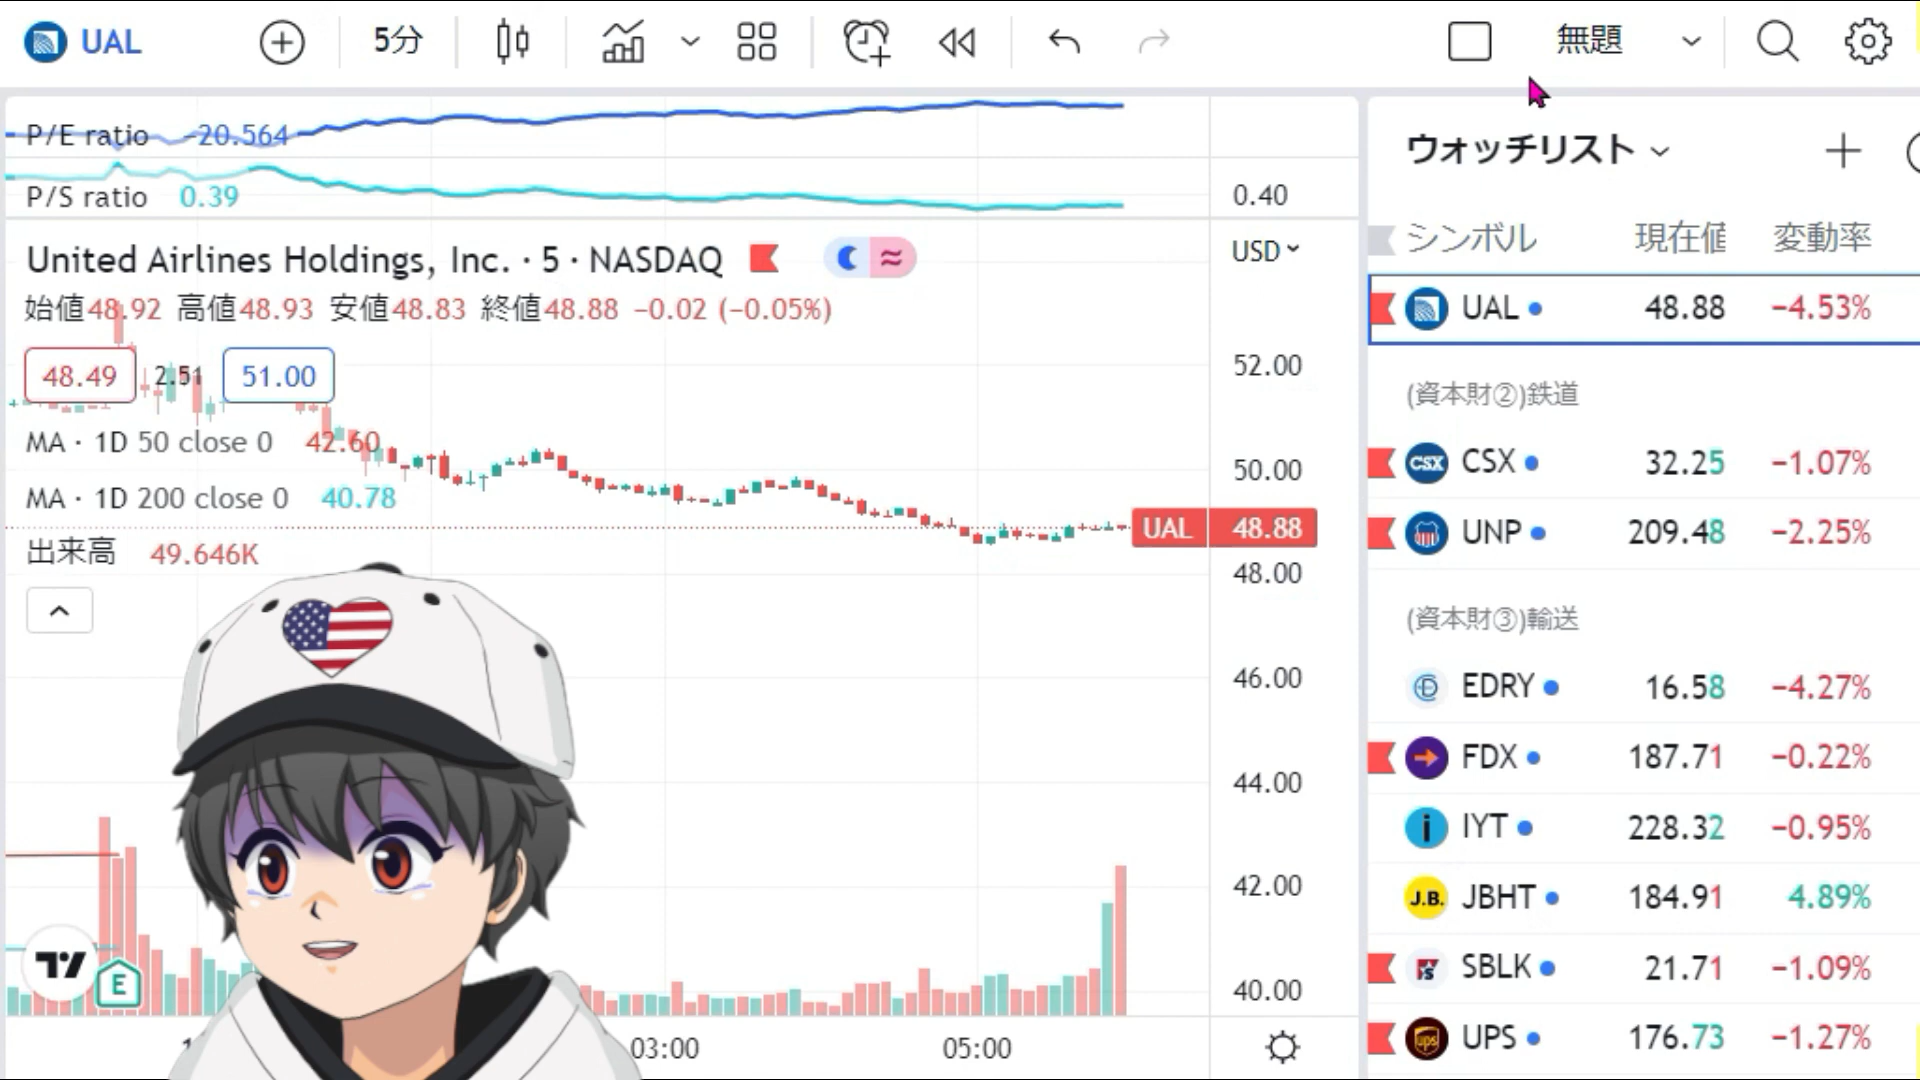 UAL
5分
無題
P/E ratio −20.564
P/S ratio 0.39
0.40
United Airlines Holdings, Inc. · 5 · NASDAQ
USD
始値48.92 高値48.93 安値48.83 終値48.88 −0.02 (−0.05%)
48.49 2.51 51.00
MA · 1D 50 close 0 42.60
MA · 1D 200 close 0 40.78
出来高 49.646K
52.00
50.00
UAL 48.88
48.00
46.00
44.00
42.00
40.00
E
03:00
05:00
ウォッチリスト
シンボル 現在値 変動率
UAL 48.88 −4.53%
(資本財②)鉄道
CSX CSX 32.25 −1.07%
UNP 209.48 −2.25%
(資本財③)輸送
EDRY 16.58 −4.27%
FDX 187.71 −0.22%
i IYT 228.32 −0.95%
J.B. JBHT 184.91 4.89%
SBLK 21.71 −1.09%
ups UPS 176.73 −1.27%